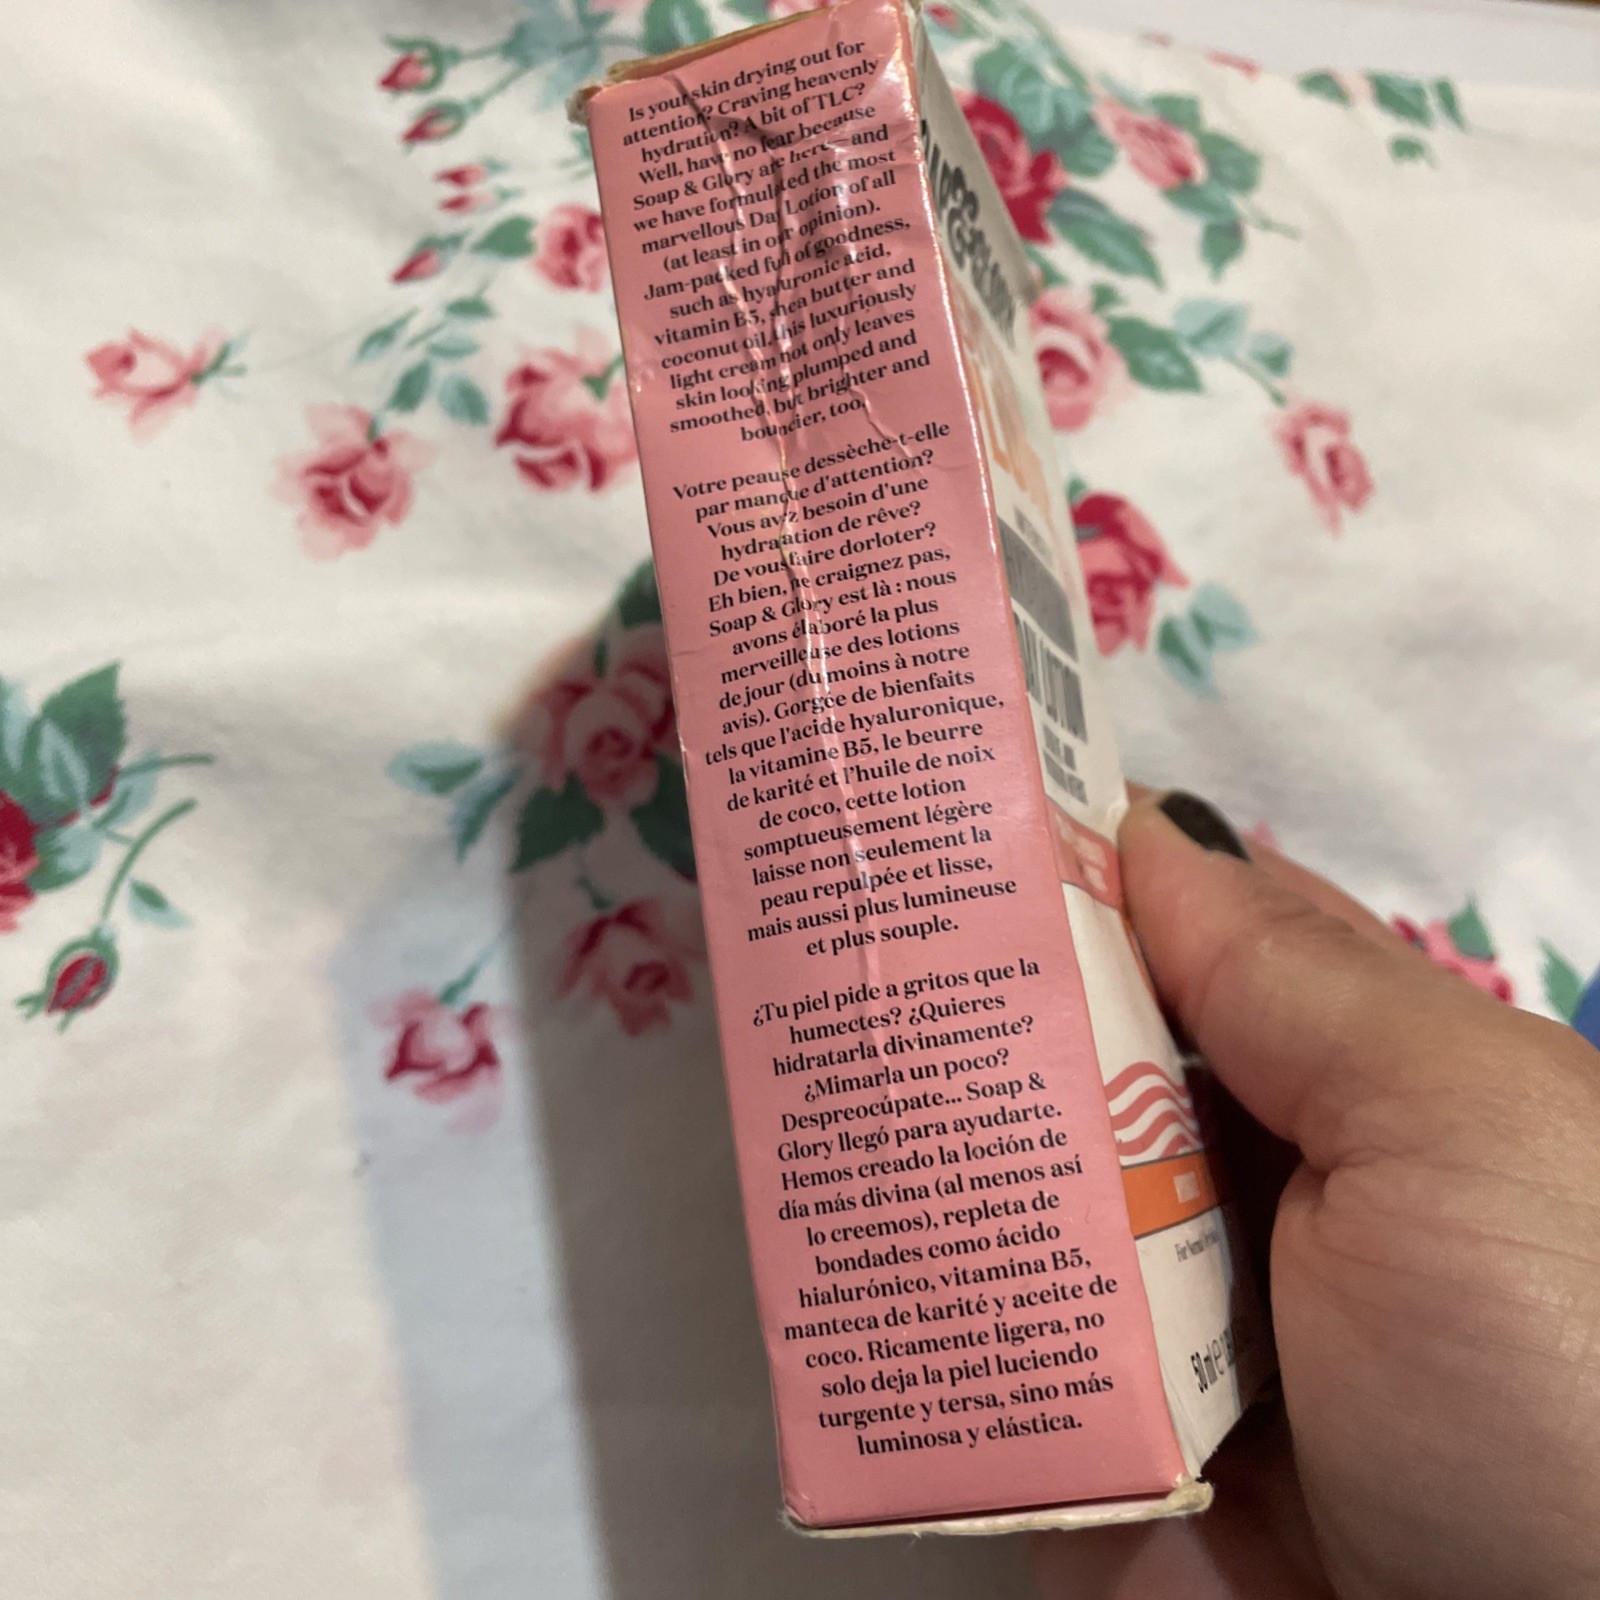 Is your skin drying out for
attention? Craving heavenly
hydration? A bit of TLC?
Well, have no fear because
Soap & Glory are here—and
we have formulated the most
marvellous Day Lotion of all
(at least in our opinion).
Jam-packed full of goodness,
such as hyaluronic acid,
vitamin B5, shea butter and
coconut oil, this luxuriously
light cream not only leaves
skin looking plumped and
smoothed, but brighter and
bouncier, too.
Votre peau se dessèche-t-elle
par manque d'attention?
Vous avez besoin d'une
hydratation de rêve?
De vous faire dorloter?
Eh bien, ne craignez pas,
Soap & Glory est là : nous
avons élaboré la plus
merveilleuse des lotions
de jour (du moins à notre
avis). Gorgée de bienfaits
tels que l'acide hyaluronique,
la vitamine B5, le beurre
de karité et l'huile de noix
de coco, cette lotion
somptueusement légère
laisse non seulement la
peau repulpée et lisse,
mais aussi plus lumineuse
et plus souple.
¿Tu piel pide a gritos que la
humectes? ¿Quieres
hidratarla divinamente?
¿Mimarla un poco?
Despreocúpate... Soap &
Glory llegó para ayudarte.
Hemos creado la loción de
día más divina (al menos así
lo creemos), repleta de
bondades como ácido
hialurónico, vitamina B5,
manteca de karité y aceite de
coco. Ricamente ligera, no
solo deja la piel luciendo
turgente y tersa, sino más
luminosa y elástica.
LOTION
For Normal
50 ml e